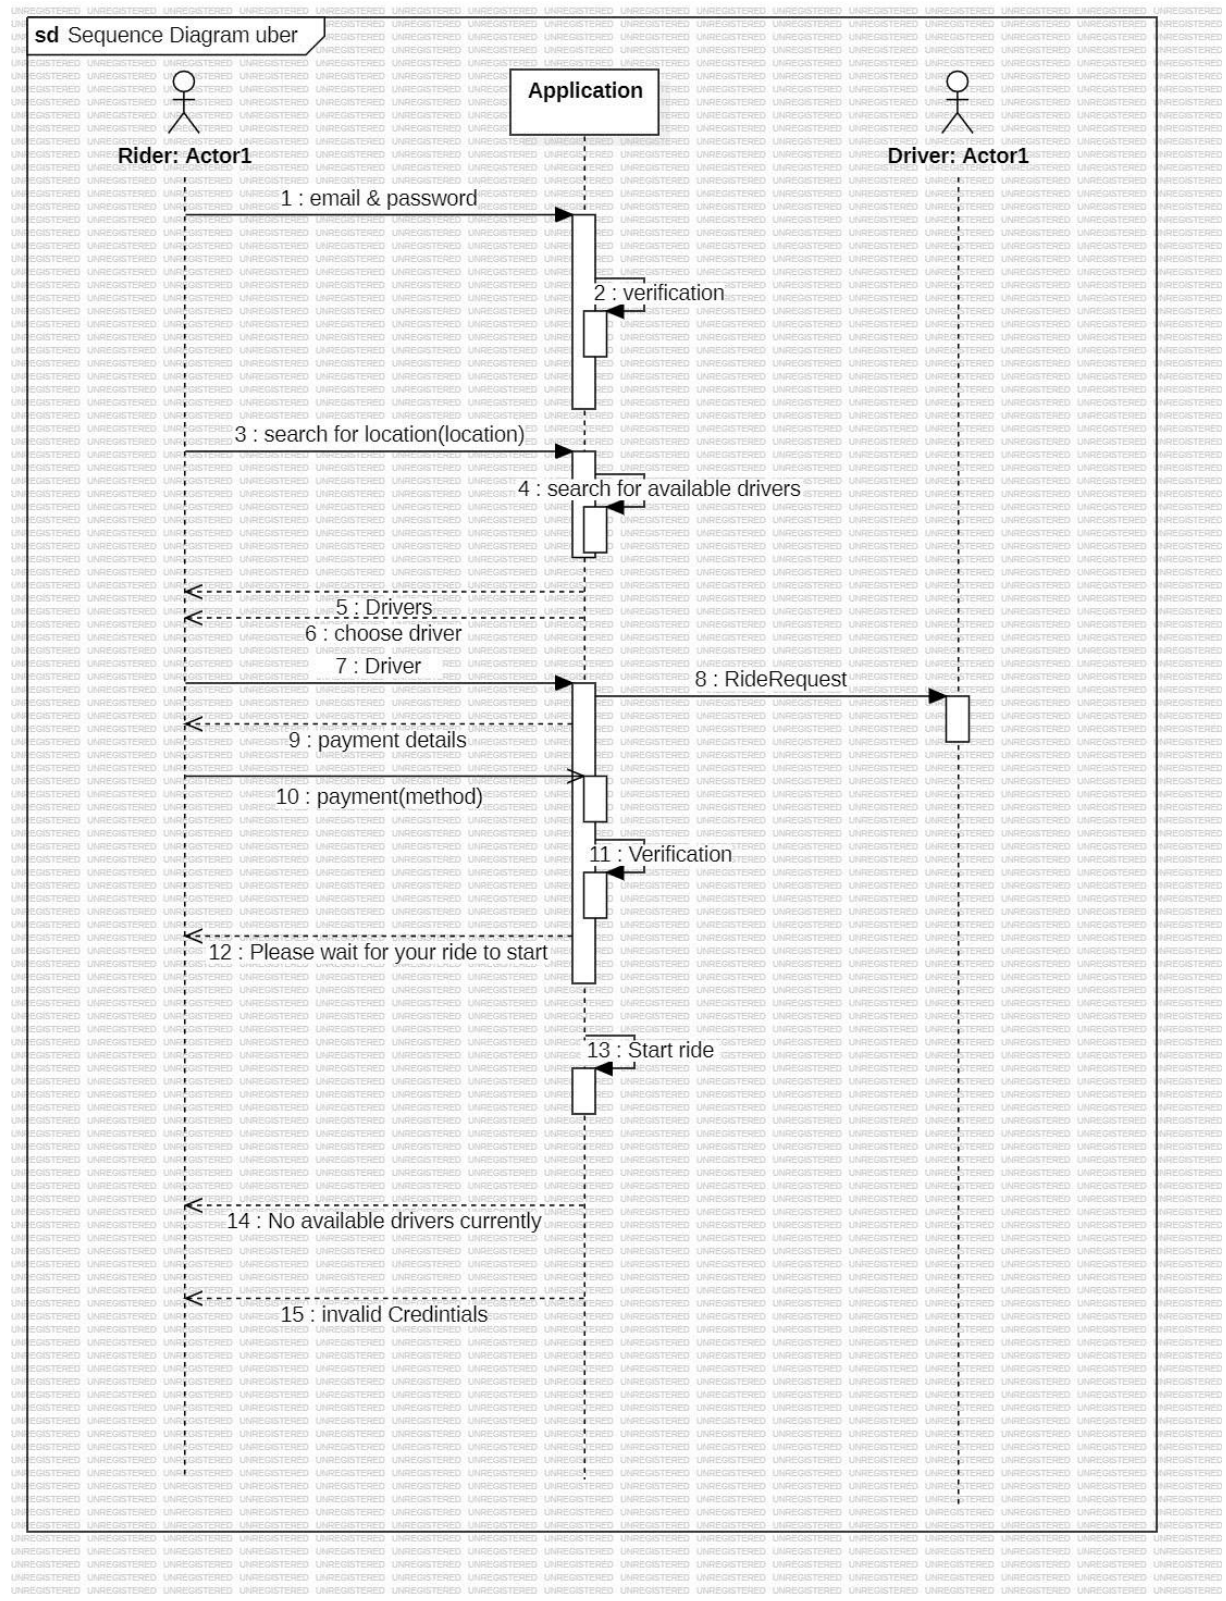 sd Sequence Diagram uber
Application
Rider: Actor1
Driver: Actor1
1 : email & password
2 : verification
3 : search for location(location)
4 : search for available drivers
5 : Drivers
6 : choose driver
7 : Driver
8 : RideRequest
9 : payment details
10 : payment(method)
11 : Verification
12 : Please wait for your ride to start
13 : Start ride
14 : No available drivers currently
15 : invalid Credintials
UNREGISTERED